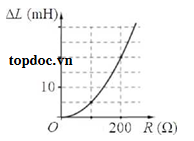 ΔL (mH)
topdoc.vn
10
O 200 R (Ω)